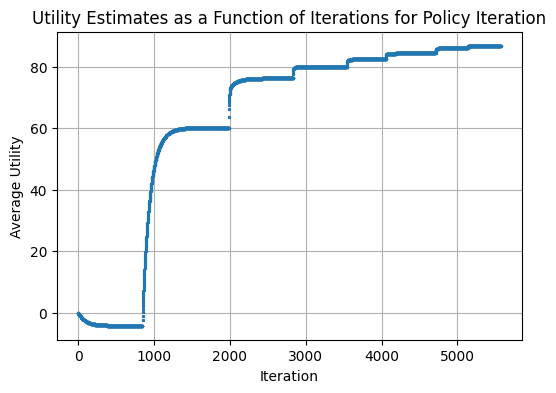 Utility Estimates as a Function of Iterations for Policy Iteration
80
60
40
20
0
Average Utility
0 1000 2000 3000 4000 5000
Iteration